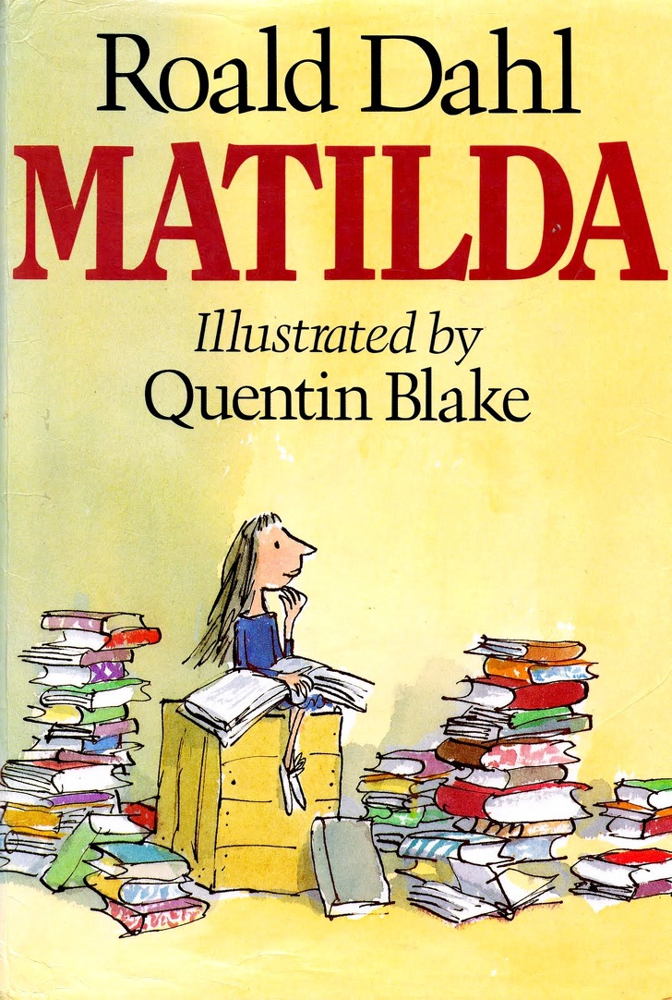 Roald Dahl
MATILDA
Illustrated by
Quentin Blake